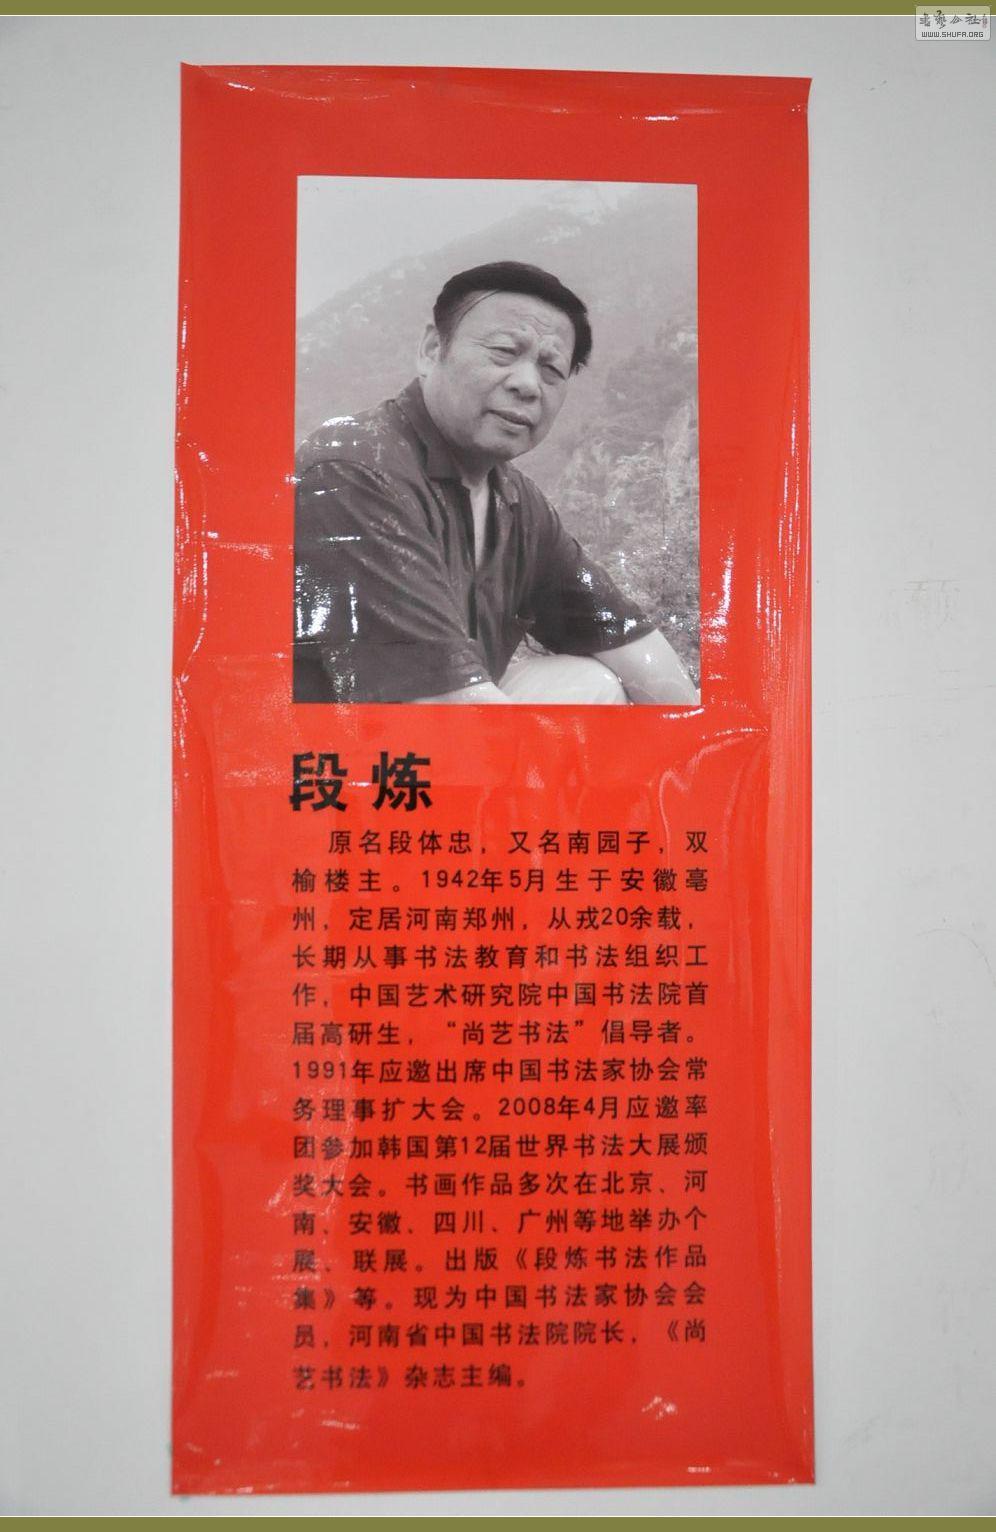 书艺公社
WWW.SHUFA.ORG
段炼
原名段体忠，又名南园子，双
榆楼主。1942年5月生于安徽亳
州，定居河南郑州，从戎20余载，
长期从事书法教育和书法组织工
作，中国艺术研究院中国书法院首
届高研生，“尚艺书法”倡导者。
1991年应邀出席中国书法家协会常
务理事扩大会。2008年4月应邀率
团参加韩国第12届世界书法大展颁
奖大会。书画作品多次在北京、河
南、安徽、四川、广州等地举办个
展、联展。出版《段炼书法作品
集》等。现为中国书法家协会会
员，河南省中国书法院院长，《尚
艺书法》杂志主编。